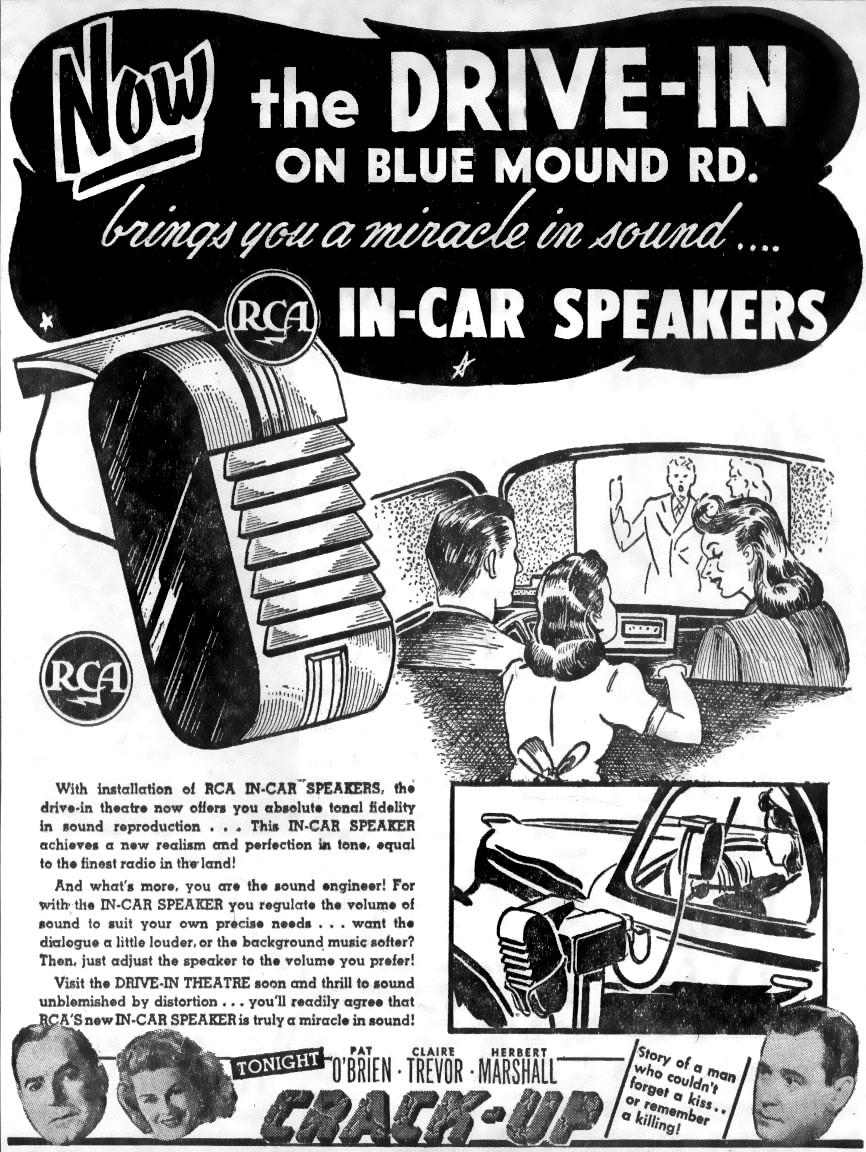 Now the DRIVE-IN
ON BLUE MOUND RD.
brings you a miracle in sound ....
RCA IN-CAR SPEAKERS
RCA
With installation of RCA IN-CAR SPEAKERS, the
drive-in theatre now offers you absolute tonal fidelity
in sound reproduction . . . This IN-CAR SPEAKER
achieves a new realism and perfection in tone, equal
to the finest radio in the land!
And what's more, you are the sound engineer! For
with the IN-CAR SPEAKER you regulate the volume of
sound to suit your own precise needs . . . want the
dialogue a little louder, or the background music softer?
Then, just adjust the speaker to the volume you prefer!
Visit the DRIVE-IN THEATRE soon and thrill to sound
unblemished by distortion . . . you'll readily agree that
RCA'S new IN-CAR SPEAKER is truly a miracle in sound!
TONIGHT
PAT CLAIRE HERBERT
O'BRIEN · TREVOR · MARSHALL
CRACK-UP
Story of a man
who couldn't
forget a kiss..
or remember
a killing!